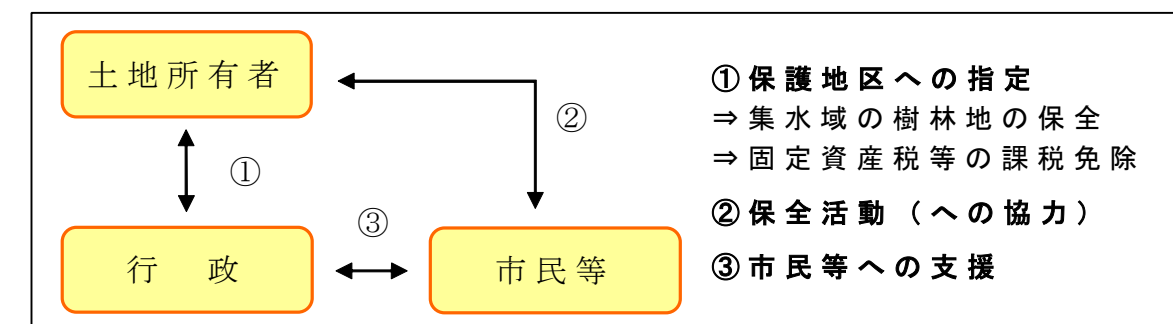 土地所有者
②
①
③
行　政
市民等
①保護地区への指定
⇒集水域の樹林地の保全
⇒固定資産税等の課税免除
②保全活動（への協力）
③市民等への支援